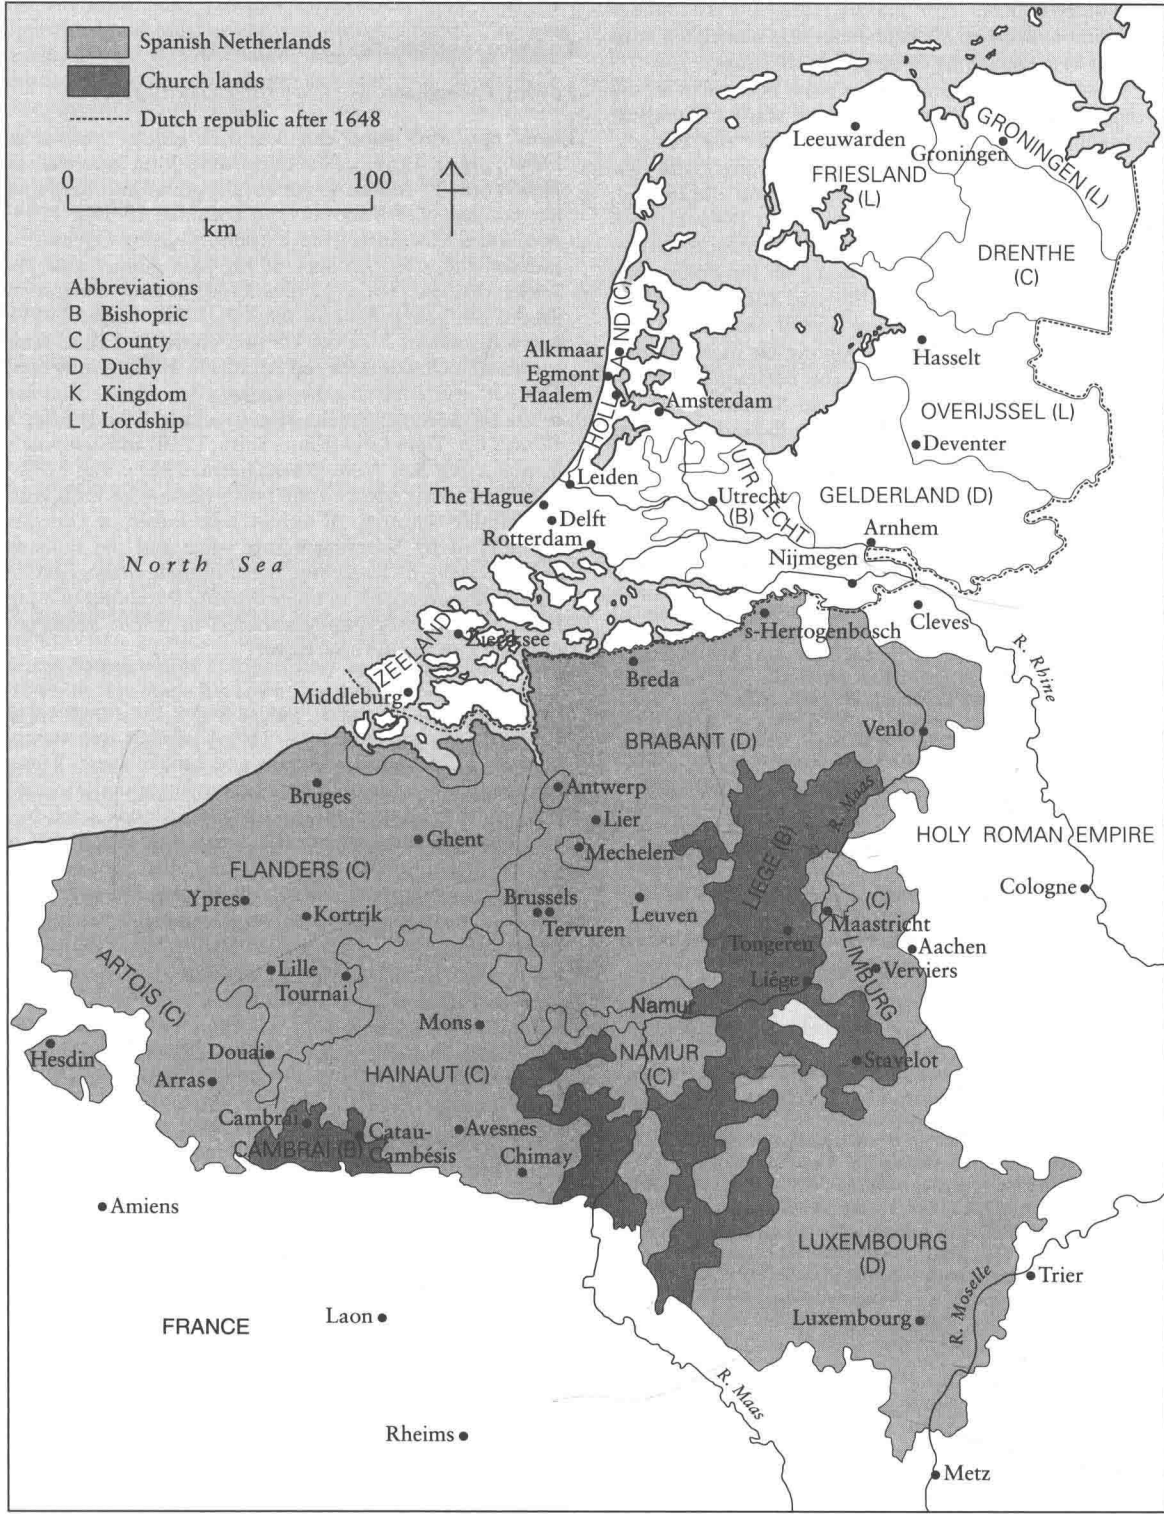 Spanish Netherlands
Church lands
Dutch republic after 1648
0 100
km
Abbreviations
B Bishopric
C County
D Duchy
K Kingdom
L Lordship
Leeuwarden
Groningen
GRONINGEN (L)
FRIESLAND
(L)
DRENTHE
(C)
HOLLAND (C)
Alkmaar
Egmont
Haalem
Amsterdam
Hasselt
OVERIJSSEL (L)
Deventer
Leiden
UTRECHT
(B)
Utrecht
The Hague
Delft
Rotterdam
GELDERLAND (D)
Arnhem
Nijmegen
North Sea
Cleves
's-Hertogenbosch
R. Rhine
ZEELAND
Ziericksee
Middleburg
Breda
BRABANT (D)
Venlo
Bruges
Antwerp
R. Maas
Lier
Ghent
Mechelen
HOLY ROMAN EMPIRE
FLANDERS (C)
LIEGE (B)
Cologne
Ypres
Kortrjk
Brussels
Tervuren
Leuven
(C)
Maastricht
LIMBURG
Tongeren
Aachen
Verviers
ARTOIS (C)
Lille
Tournai
Liége
Namur
Mons
Hesdin
Douai
NAMUR
(C)
Stavelot
Arras
HAINAUT (C)
Cambrai
CAMBRAI (B)
Catau-
Cambésis
Avesnes
Chimay
Amiens
LUXEMBOURG
(D)
R. Moselle
Trier
FRANCE
Laon
Luxembourg
R. Maas
Rheims
Metz